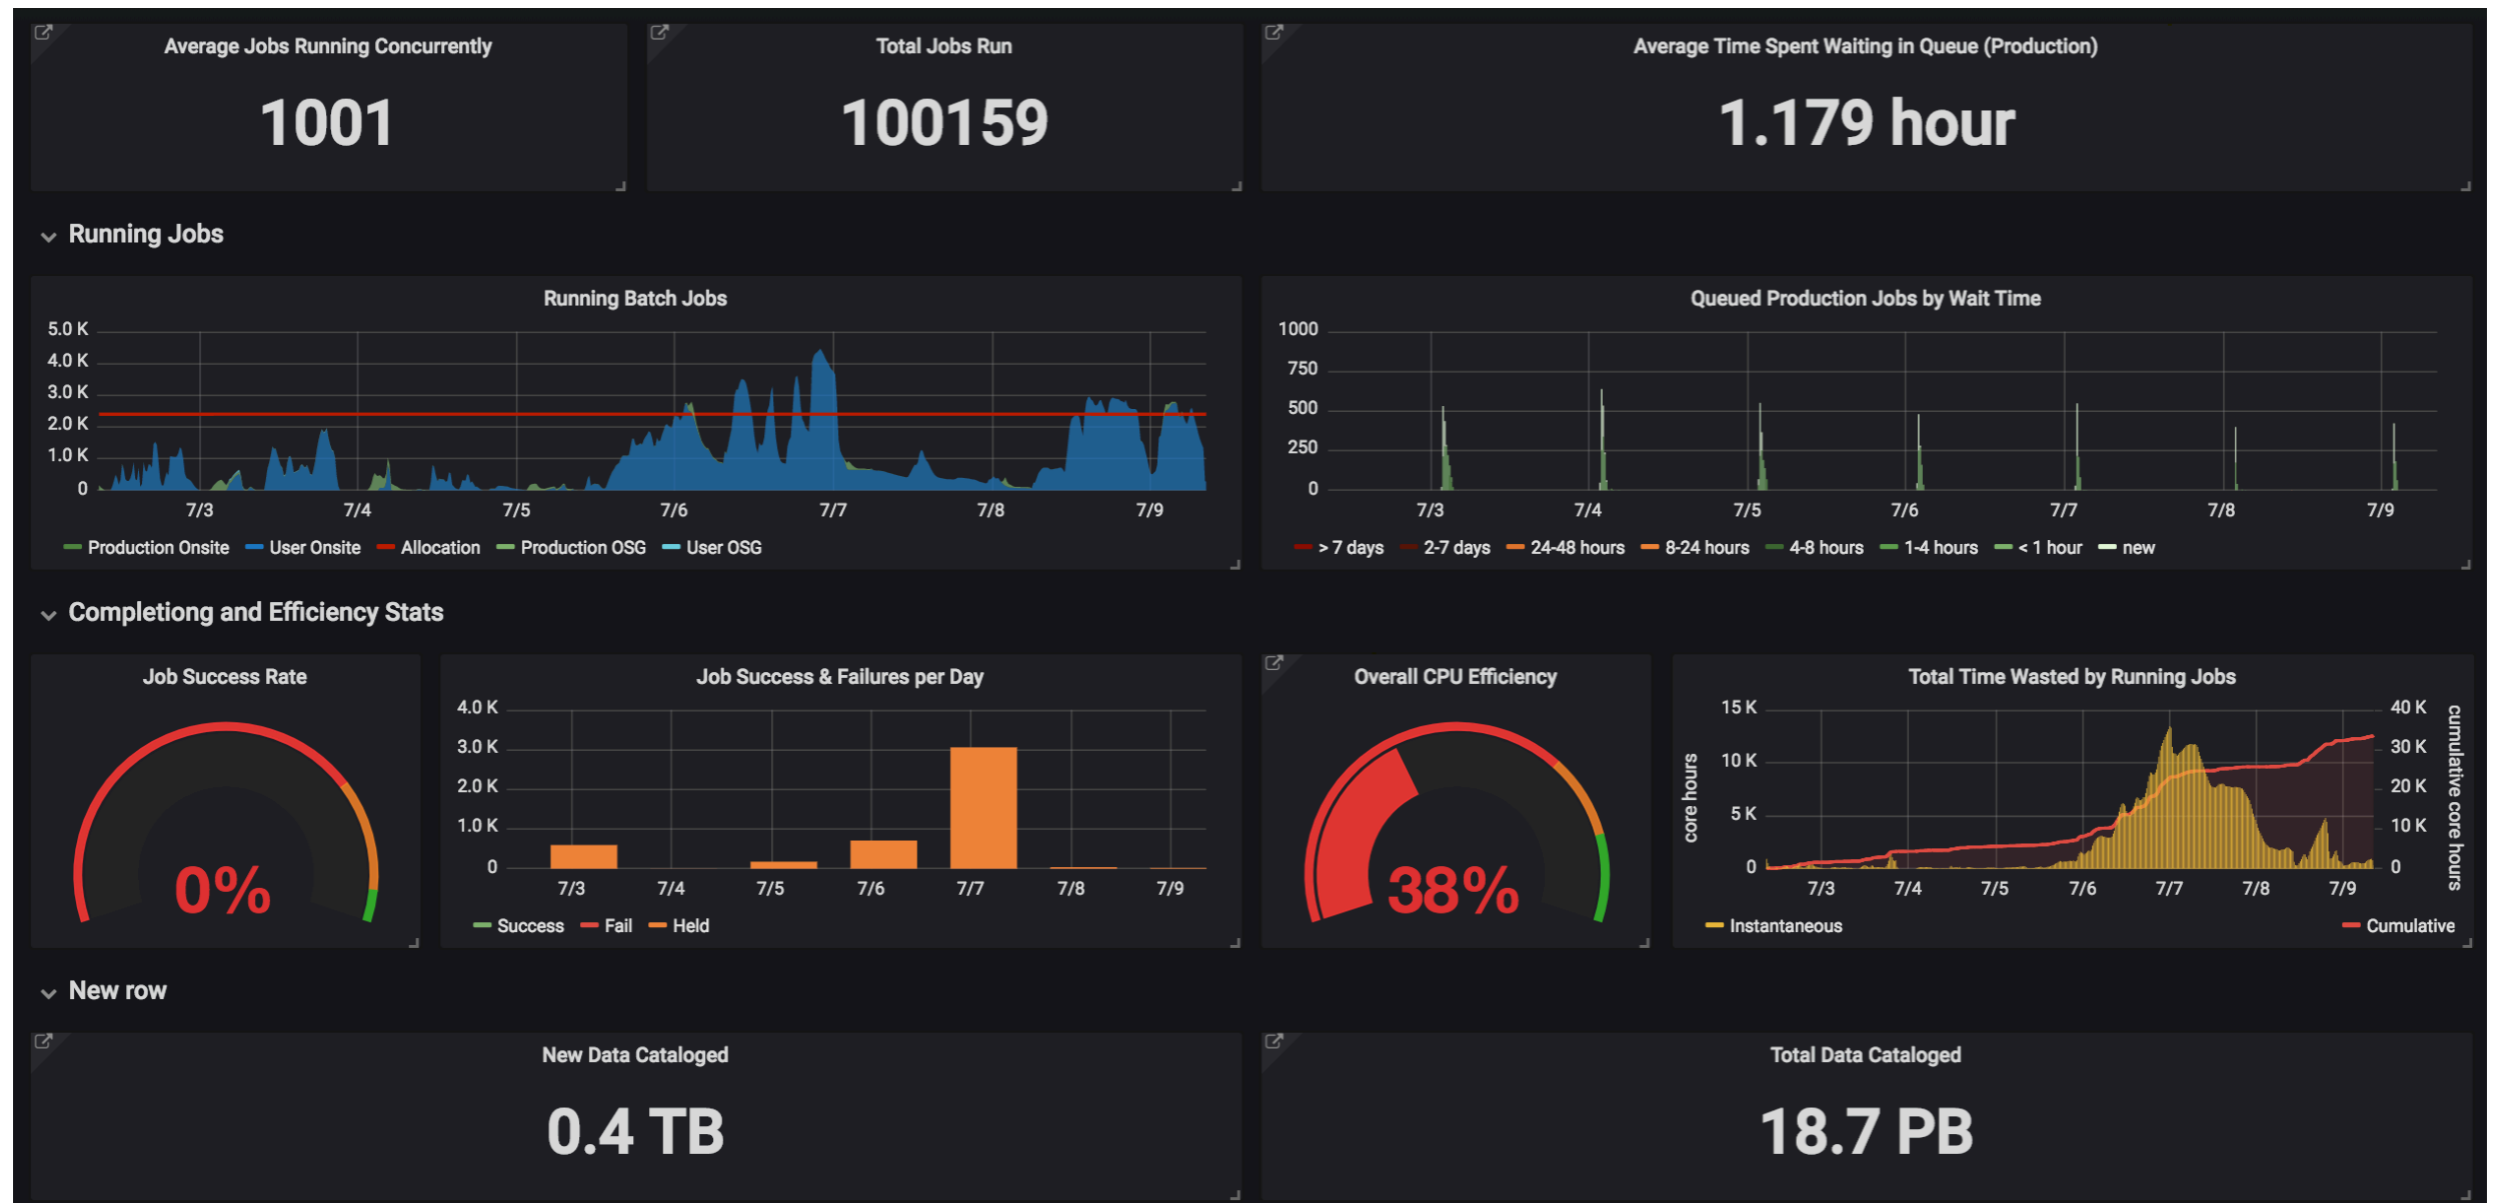 Average Jobs Running Concurrently
1001
Total Jobs Run
100159
Average Time Spent Waiting in Queue (Production)
1.179 hour
Running Jobs
Running Batch Jobs
5.0 K
4.0 K
3.0 K
2.0 K
1.0 K
0
7/3 7/4 7/5 7/6 7/7 7/8 7/9
Production Onsite User Onsite Allocation Production OSG User OSG
Queued Production Jobs by Wait Time
1000
750
500
250
0
7/3 7/4 7/5 7/6 7/7 7/8 7/9
> 7 days 2-7 days 24-48 hours 8-24 hours 4-8 hours 1-4 hours < 1 hour new
Completiong and Efficiency Stats
Job Success Rate
0%
Job Success & Failures per Day
4.0 K
3.0 K
2.0 K
1.0 K
0
7/3 7/4 7/5 7/6 7/7 7/8 7/9
Success Fail Held
Overall CPU Efficiency
38%
Total Time Wasted by Running Jobs
core hours
15 K
10 K
5 K
0
40 K
30 K
20 K
10 K
0
cumulative core hours
7/3 7/4 7/5 7/6 7/7 7/8 7/9
Instantaneous Cumulative
New row
New Data Cataloged
0.4 TB
Total Data Cataloged
18.7 PB